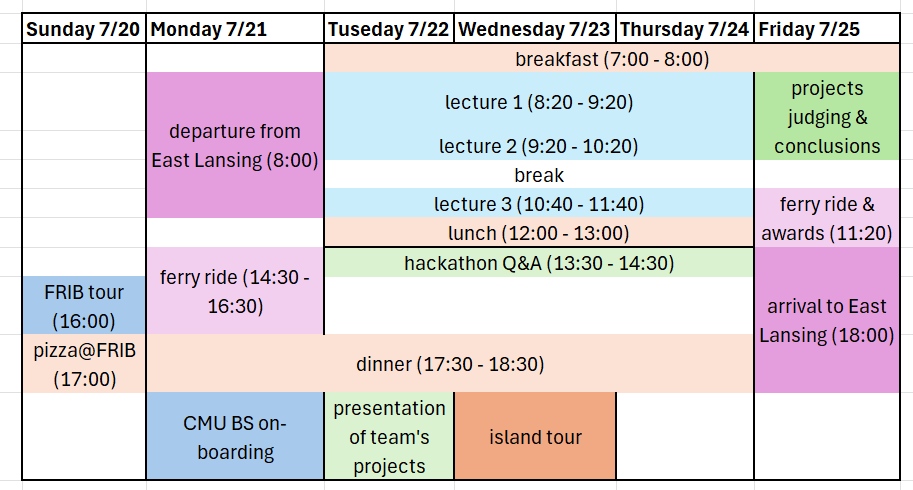 Sunday 7/20 Monday 7/21 Tuseday 7/22 Wednesday 7/23 Thursday 7/24 Friday 7/25
breakfast (7:00 - 8:00)
departure from
East Lansing (8:00)
lecture 1 (8:20 - 9:20)
lecture 2 (9:20 - 10:20)
projects
judging &
conclusions
break
lecture 3 (10:40 - 11:40)
ferry ride &
awards (11:20)
lunch (12:00 - 13:00)
hackathon Q&A (13:30 - 14:30)
ferry ride (14:30 -
16:30)
FRIB tour
(16:00)
arrival to East
Lansing (18:00)
pizza@FRIB
(17:00)
dinner (17:30 - 18:30)
CMU BS on-
boarding
presentation
of team's
projects
island tour